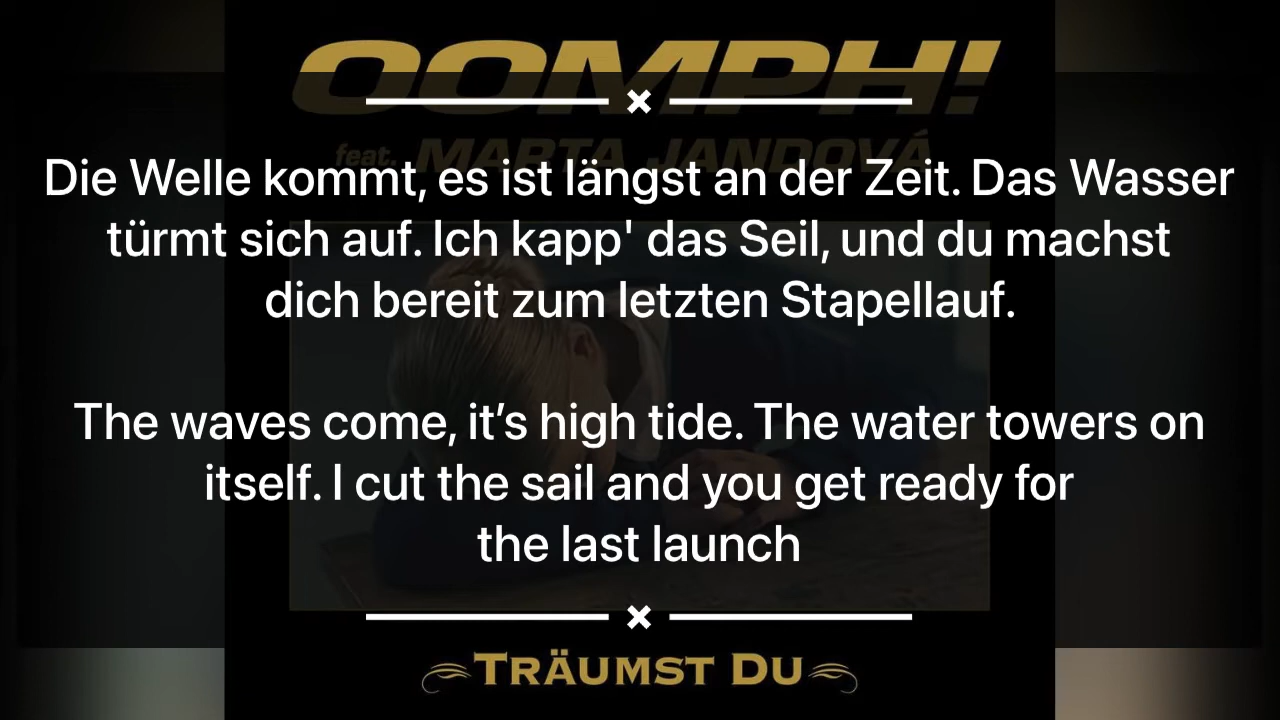 OOMPH!
feat. MARTA JANDOVÁ
Die Welle kommt, es ist längst an der Zeit. Das Wasser
türmt sich auf. Ich kapp' das Seil, und du machst
dich bereit zum letzten Stapellauf.
The waves come, it’s high tide. The water towers on
itself. I cut the sail and you get ready for
the last launch
TRÄUMST DU